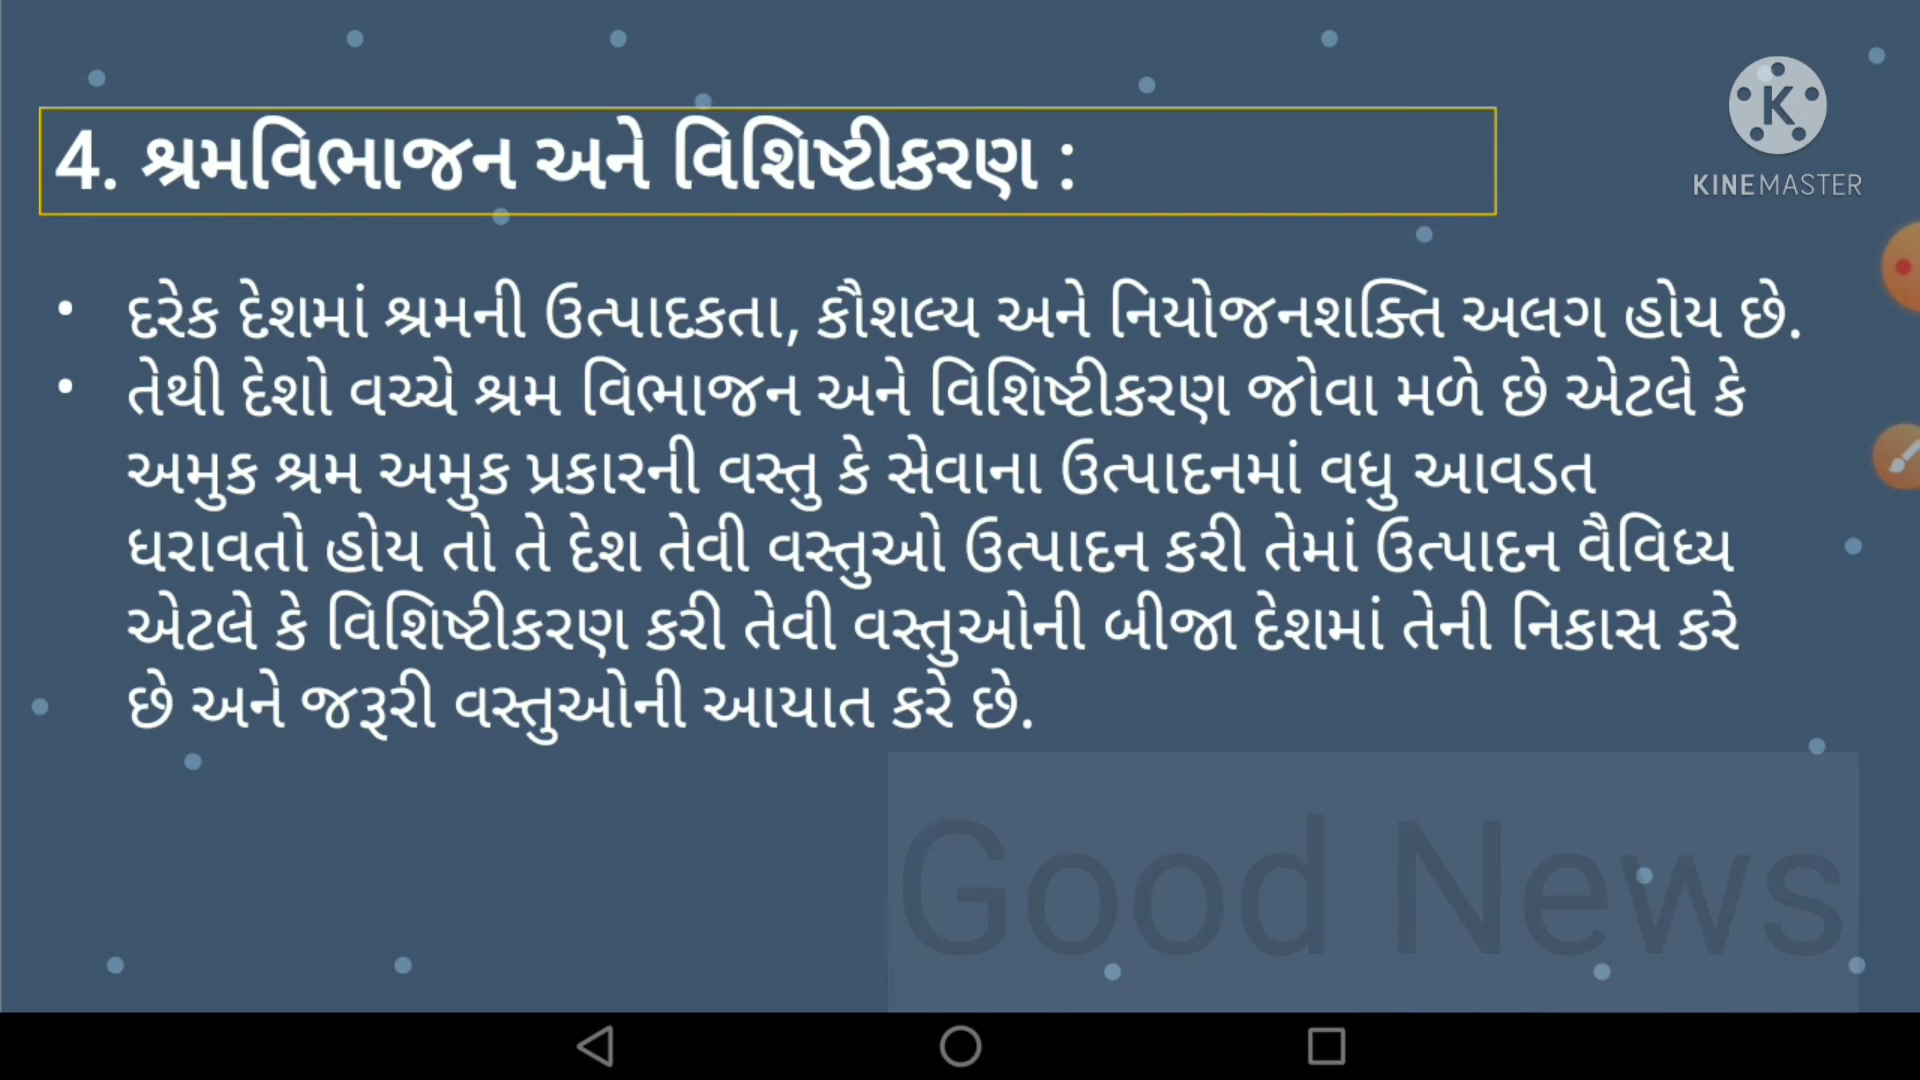 4. શ્રમવિભાજન અને વિશિષ્ટીકરણ :
K
KINEMASTER
• દરેક દેશમાં શ્રમની ઉત્પાદકતા, કૌશલ્ય અને નિયોજનશક્તિ અલગ હોય છે.
• તેથી દેશો વચ્ચે શ્રમ વિભાજન અને વિશિષ્ટીકરણ જોવા મળે છે એટલે કે
અમુક શ્રમ અમુક પ્રકારની વસ્તુ કે સેવાના ઉત્પાદનમાં વધુ આવડત
ધરાવતો હોય તો તે દેશ તેવી વસ્તુઓ ઉત્પાદન કરી તેમાં ઉત્પાદન વૈવિધ્ય
એટલે કે વિશિષ્ટીકરણ કરી તેવી વસ્તુઓની બીજા દેશમાં તેની નિકાસ કરે
છે અને જરૂરી વસ્તુઓની આયાત કરે છે.
Good News